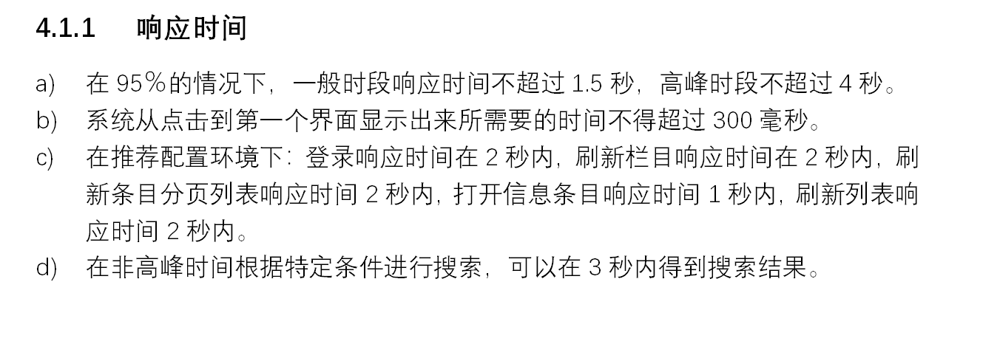 4.1.1 响应时间
a) 在 95%的情况下，一般时段响应时间不超过 1.5 秒，高峰时段不超过 4 秒。
b) 系统从点击到第一个界面显示出来所需要的时间不得超过 300 毫秒。
c) 在推荐配置环境下：登录响应时间在 2 秒内，刷新栏目响应时间在 2 秒内，刷
新条目分页列表响应时间 2 秒内，打开信息条目响应时间 1 秒内，刷新列表响
应时间 2 秒内。
d) 在非高峰时间根据特定条件进行搜索，可以在 3 秒内得到搜索结果。